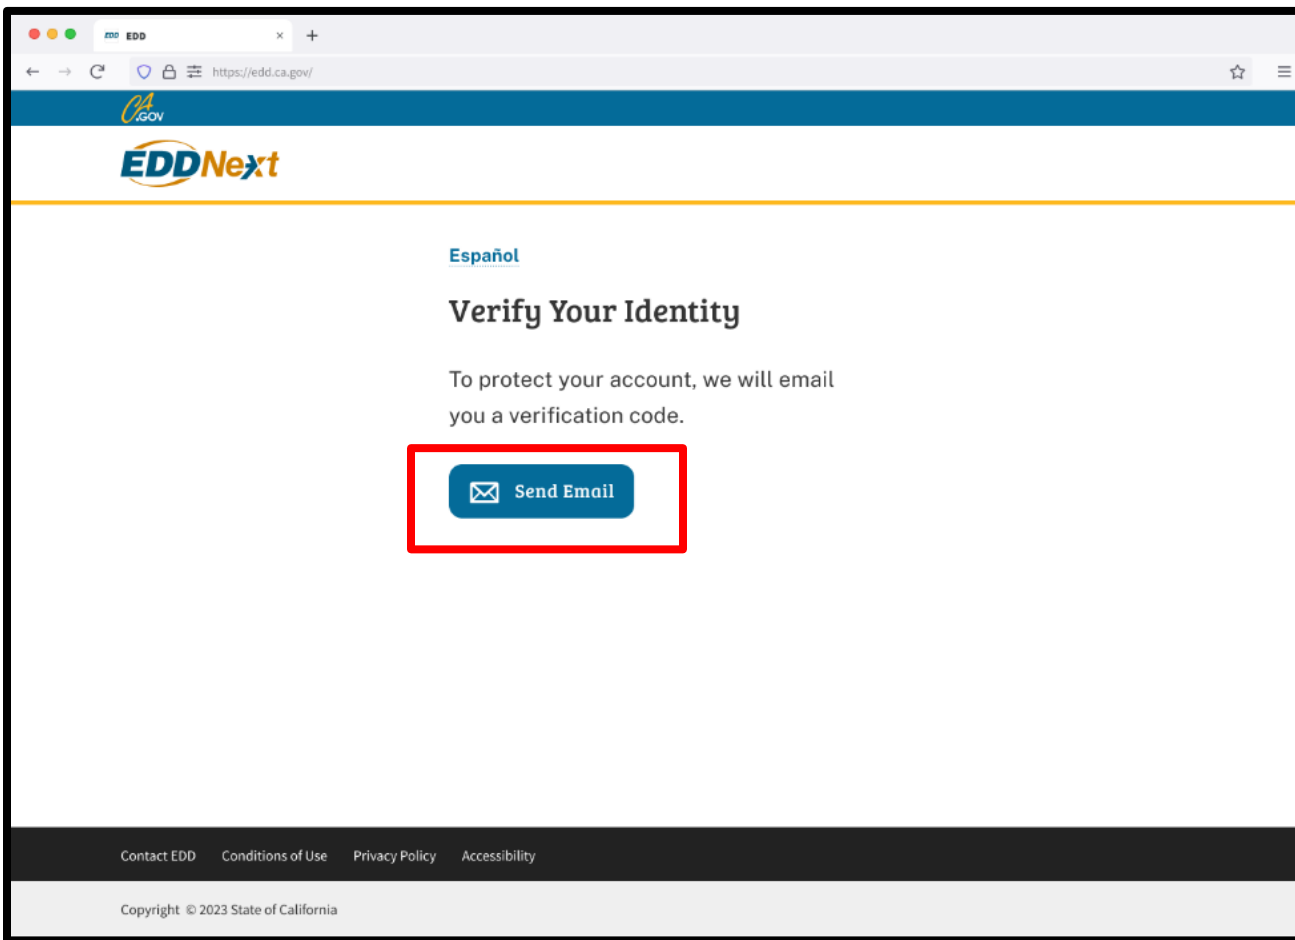 EDD EDD
https://edd.ca.gov/
CA.GOV
EDDNext
Español
Verify Your Identity
To protect your account, we will email
you a verification code.
Send Email
Contact EDD Conditions of Use Privacy Policy Accessibility
Copyright © 2023 State of California